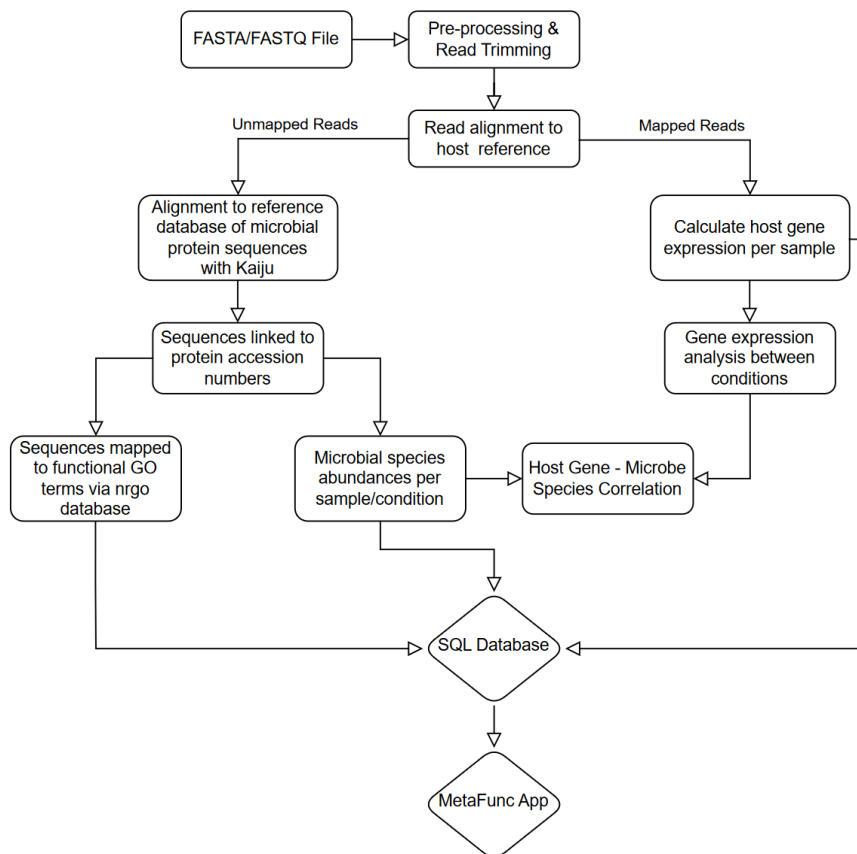 FASTA/FASTQ File
Pre-processing &
Read Trimming
Unmapped Reads
Read alignment to
host reference
Mapped Reads
Alignment to reference
database of microbial
protein sequences
with Kaiju
Calculate host gene
expression per sample
Sequences linked to
protein accession
numbers
Gene expression
analysis between
conditions
Sequences mapped
to functional GO
terms via nrgo
database
Microbial species
abundances per
sample/condition
Host Gene - Microbe
Species Correlation
SQL Database
MetaFunc App